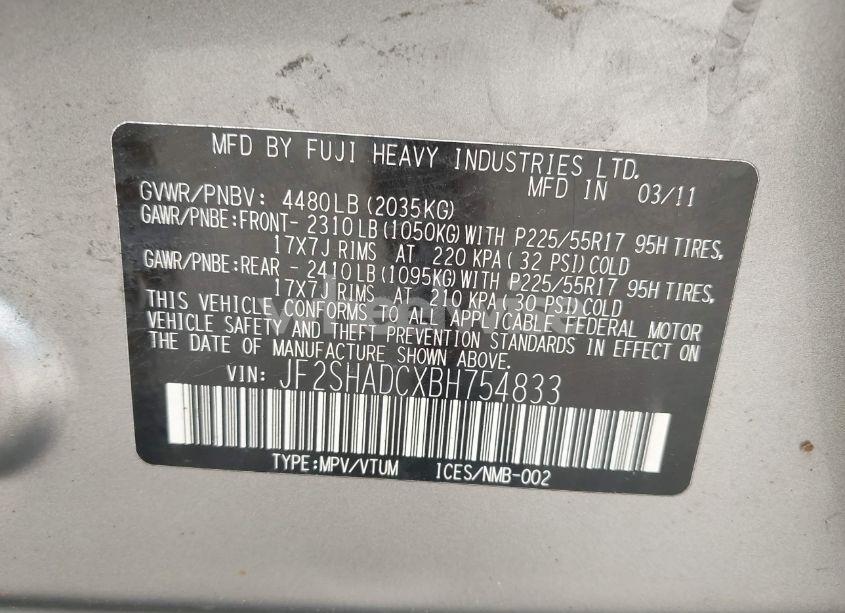 MFD BY FUJI HEAVY INDUSTRIES LTD.
MFD IN 03/11
GVWR/PNBV: 4480LB(2035KG)
GAWR/PNBE:FRONT- 2310LB(1050KG)WITH P225/55R17 95H TIRES,
17X7J RIMS AT 220 KPA( 32 PSI)COLD
GAWR/PNBE:REAR - 2410LB(1095KG)WITH P225/55R17 95H TIRES,
17X7J RIMS AT 210 KPA( 30 PSI)COLD
THIS VEHICLE CONFORMS TO ALL APPLICABLE FEDERAL MOTOR
VEHICLE SAFETY AND THEFT PREVENTION STANDARDS IN EFFECT ON
THE DATE OF MANUFACTURE SHOWN ABOVE.
VIN: JF2SHADCXBH754833
TYPE:MPV/VTUM ICES/NMB-002